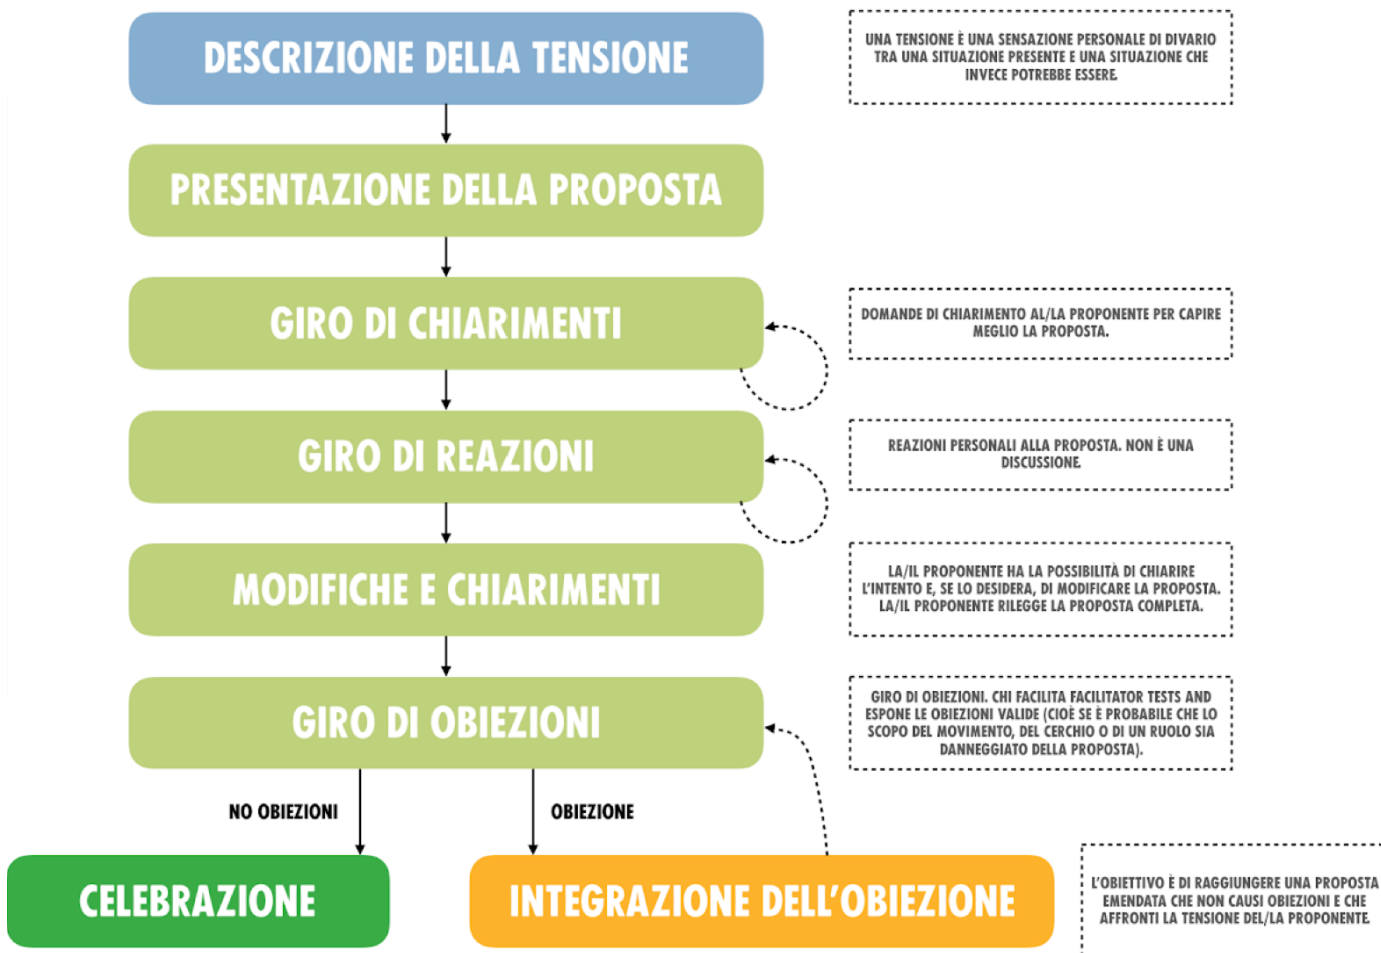 DESCRIZIONE DELLA TENSIONE
UNA TENSIONE È UNA SENSAZIONE PERSONALE DI DIVARIO
TRA UNA SITUAZIONE PRESENTE E UNA SITUAZIONE CHE
INVECE POTREBBE ESSERE.
PRESENTAZIONE DELLA PROPOSTA
GIRO DI CHIARIMENTI
DOMANDE DI CHIARIMENTO AL/LA PROPONENTE PER CAPIRE
MEGLIO LA PROPOSTA.
GIRO DI REAZIONI
REAZIONI PERSONALI ALLA PROPOSTA. NON È UNA
DISCUSSIONE.
MODIFICHE E CHIARIMENTI
LA/IL PROPONENTE HA LA POSSIBILITÀ DI CHIARIRE
L'INTENTO E, SE LO DESIDERA, DI MODIFICARE LA PROPOSTA.
LA/IL PROPONENTE RILEGGE LA PROPOSTA COMPLETA.
GIRO DI OBIEZIONI
GIRO DI OBIEZIONI. CHI FACILITA FACILITATOR TESTS AND
ESPONE LE OBIEZIONI VALIDE (CIOÈ SE È PROBABILE CHE LO
SCOPO DEL MOVIMENTO, DEL CERCHIO O DI UN RUOLO SIA
DANNEGGIATO DELLA PROPOSTA).
NO OBIEZIONI
OBIEZIONE
CELEBRAZIONE
INTEGRAZIONE DELL'OBIEZIONE
L'OBIETTIVO È DI RAGGIUNGERE UNA PROPOSTA
EMENDATA CHE NON CAUSI OBIEZIONI E CHE
AFFRONTI LA TENSIONE DEL/LA PROPONENTE.